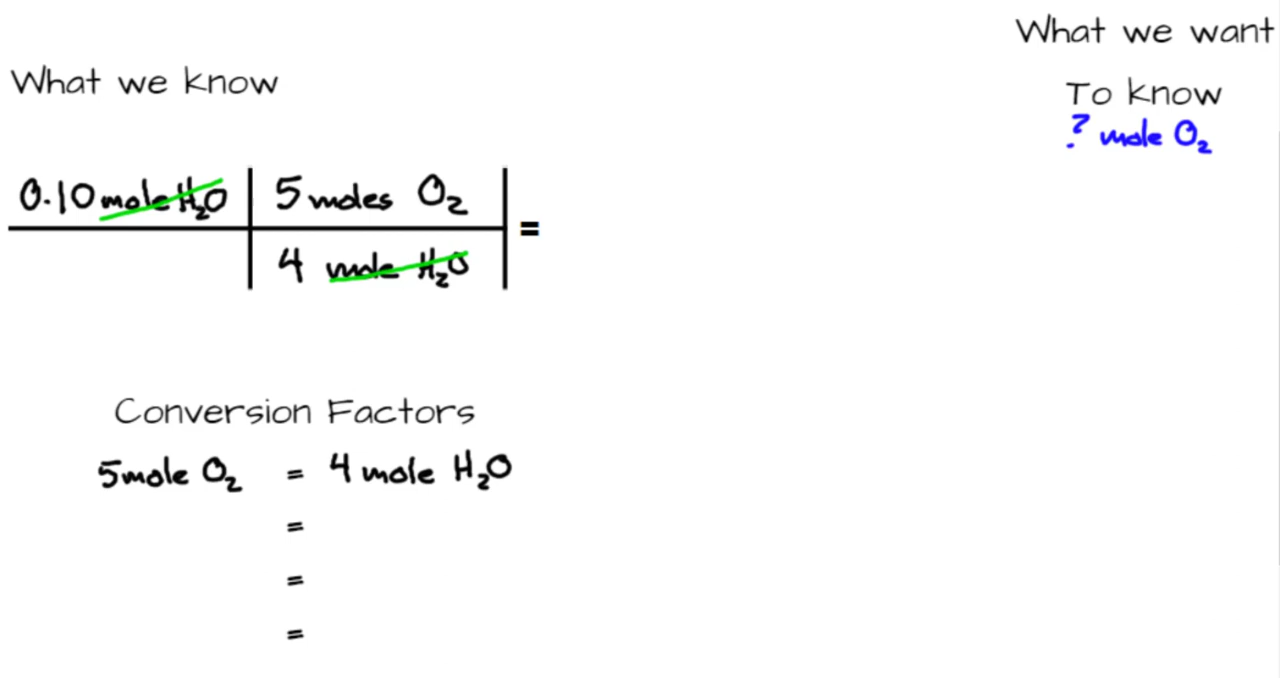 What we want
To know
? mole O₂
What we know
0.10 mole H₂O | 5 moles O₂ =
4 mole H₂O
Conversion Factors
5 mole O₂ = 4 mole H₂O
=
=
=